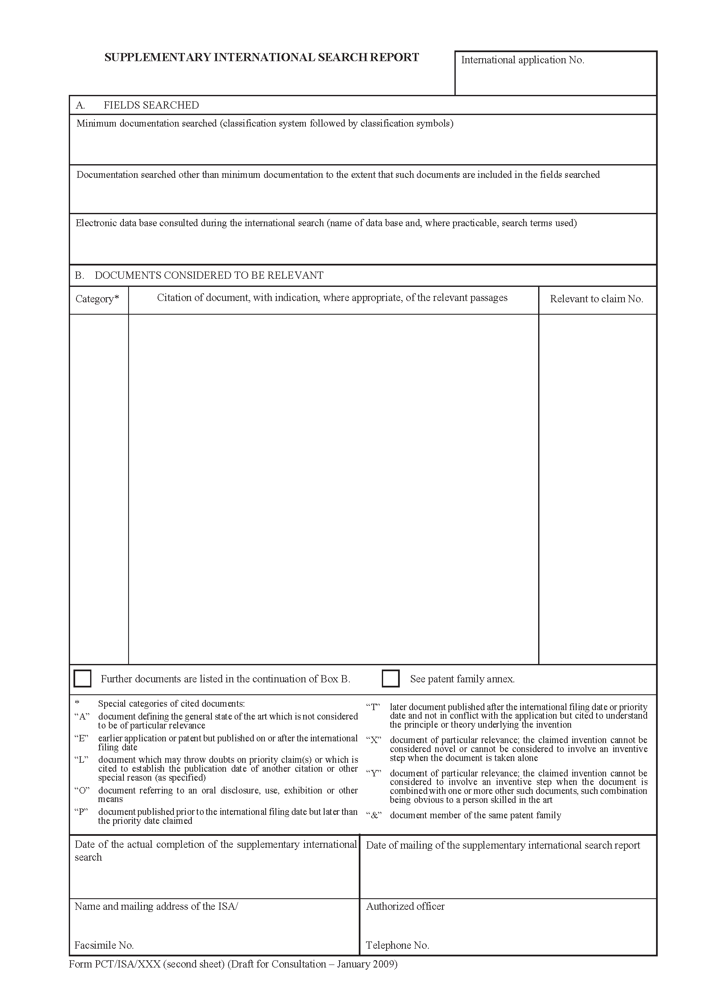 SUPPLEMENTARY INTERNATIONAL SEARCH REPORT
International application No.
A. FIELDS SEARCHED
Minimum documentation searched (classification system followed by classification symbols)
Documentation searched other than minimum documentation to the extent that such documents are included in the fields searched
Electronic data base consulted during the international search (name of data base and, where practicable, search terms used)
B. DOCUMENTS CONSIDERED TO BE RELEVANT
Category*
Citation of document, with indication, where appropriate, of the relevant passages
Relevant to claim No.
Further documents are listed in the continuation of Box B.
See patent family annex.
* Special categories of cited documents:
“A” document defining the general state of the art which is not considered
to be of particular relevance
“E” earlier application or patent but published on or after the international
filing date
“L” document which may throw doubts on priority claim(s) or which is
cited to establish the publication date of another citation or other
special reason (as specified)
“O” document referring to an oral disclosure, use, exhibition or other
means
“P” document published prior to the international filing date but later than
the priority date claimed
“T” later document published after the international filing date or priority
date and not in conflict with the application but cited to understand
the principle or theory underlying the invention
“X” document of particular relevance; the claimed invention cannot be
considered novel or cannot be considered to involve an inventive
step when the document is taken alone
“Y” document of particular relevance; the claimed invention cannot be
considered to involve an inventive step when the document is
combined with one or more other such documents, such combination
being obvious to a person skilled in the art
“&” document member of the same patent family
Date of the actual completion of the supplementary international
search
Date of mailing of the supplementary international search report
Name and mailing address of the ISA/
Facsimile No.
Authorized officer
Telephone No.
Form PCT/ISA/XXX (second sheet) (Draft for Consultation – January 2009)